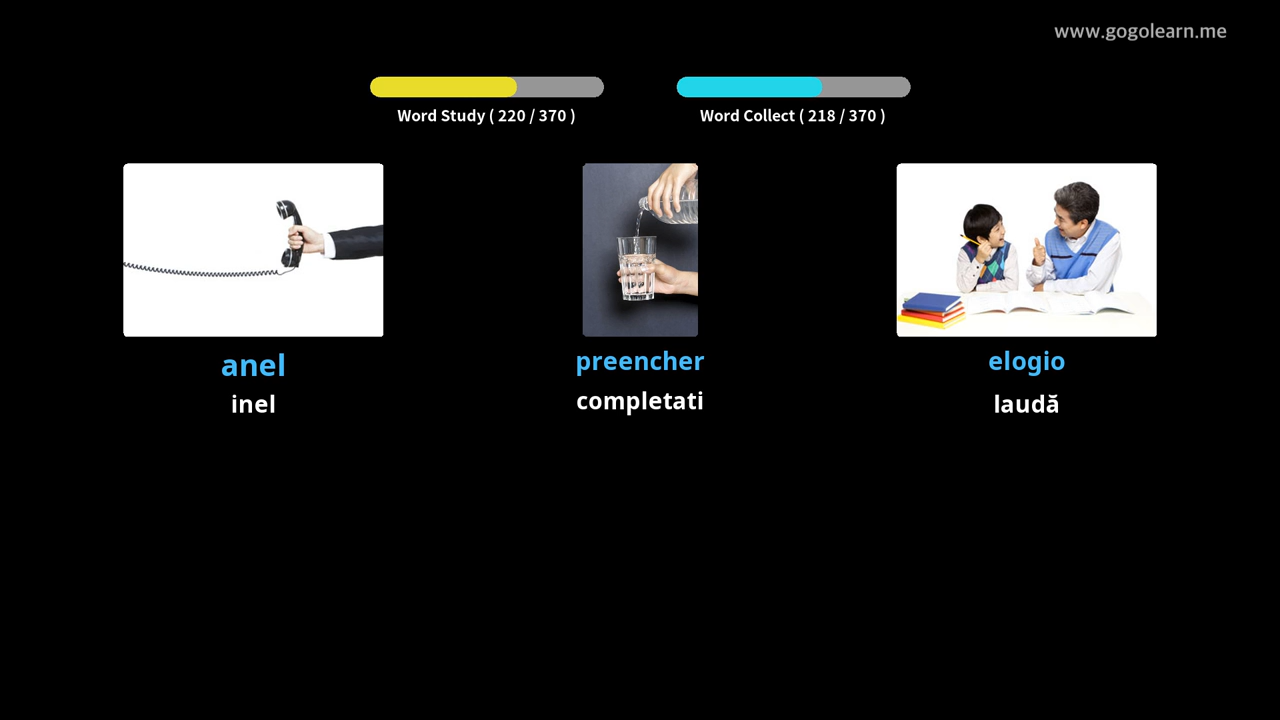 www.gogolearn.me
Word Study ( 220 / 370 )
Word Collect ( 218 / 370 )
anel
preencher
elogio
inel
completati
laudă